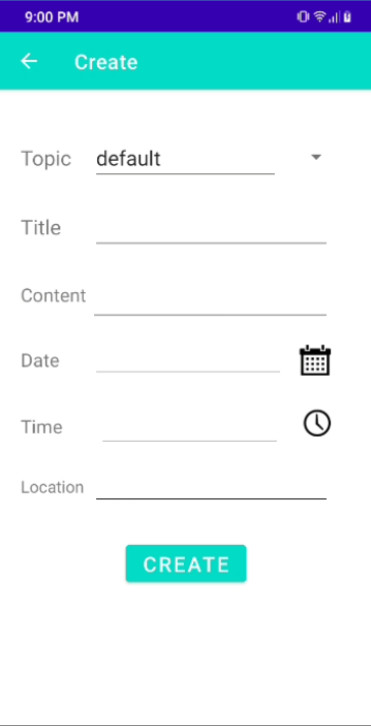 9:00 PM
Create
Topic default
Title
Content
Date
Time
Location
CREATE